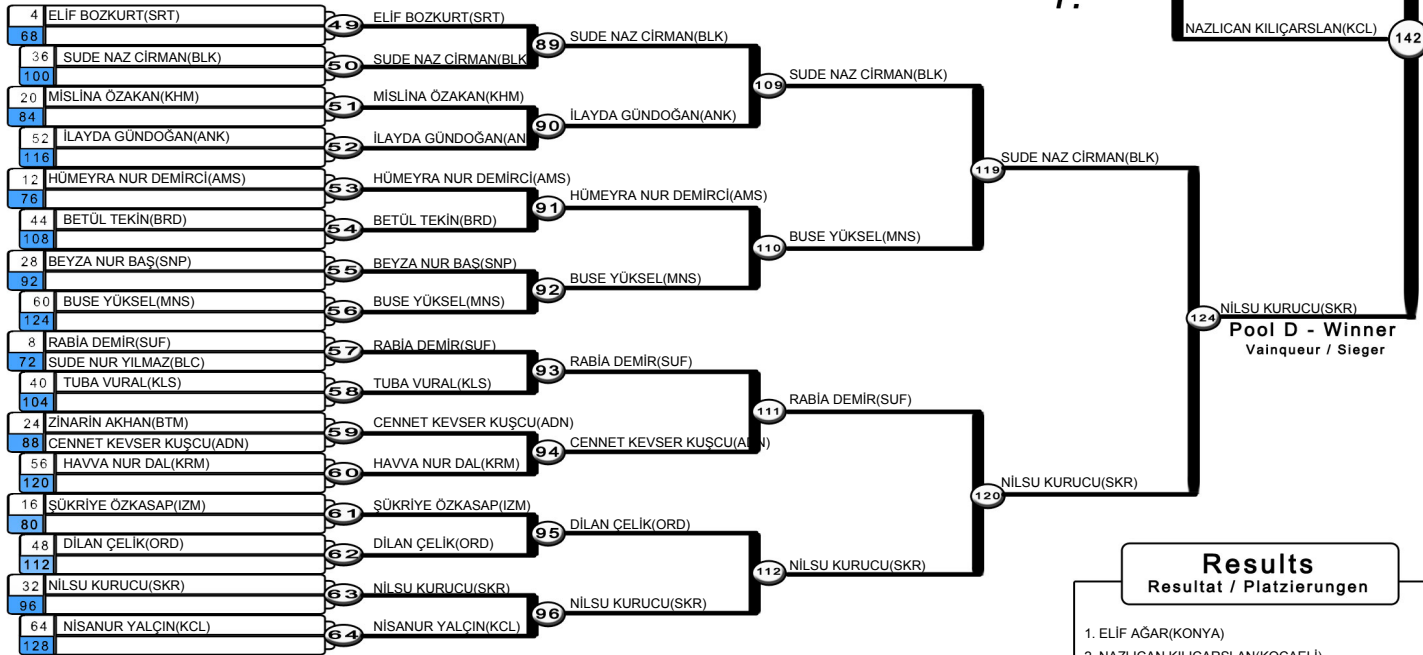 4 ELİF BOZKURT(SRT)
68
36 SUDE NAZ CİRMAN(BLK)
100
20 MİSLİNA ÖZAKAN(KHM)
84
52 İLAYDA GÜNDOĞAN(ANK)
116
12 HÜMEYRA NUR DEMİRCİ(AMS)
76
44 BETÜL TEKİN(BRD)
108
28 BEYZA NUR BAŞ(SNP)
92
60 BUSE YÜKSEL(MNS)
124
8 RABİA DEMİR(SUF)
72 SUDE NUR YILMAZ(BLC)
40 TUBA VURAL(KLS)
104
24 ZİNARİN AKHAN(BTM)
88 CENNET KEVSER KUŞCU(ADN)
56 HAVVA NUR DAL(KRM)
120
16 ŞÜKRİYE ÖZKASAP(IZM)
80
48 DİLAN ÇELİK(ORD)
112
32 NİLSU KURUCU(SKR)
96
64 NİSANUR YALÇIN(KCL)
128
49 ELİF BOZKURT(SRT)
50 SUDE NAZ CİRMAN(BLK
51 MİSLİNA ÖZAKAN(KHM)
52 İLAYDA GÜNDOĞAN(AN
53 HÜMEYRA NUR DEMİRCİ(AMS)
54 BETÜL TEKİN(BRD)
55 BEYZA NUR BAŞ(SNP)
56 BUSE YÜKSEL(MNS)
57 RABİA DEMİR(SUF)
58 TUBA VURAL(KLS)
59 CENNET KEVSER KUŞCU(ADN)
60 HAVVA NUR DAL(KRM)
61 ŞÜKRİYE ÖZKASAP(IZM)
62 DİLAN ÇELİK(ORD)
63 NİLSU KURUCU(SKR)
64 NİSANUR YALÇIN(KCL)
89 SUDE NAZ CİRMAN(BLK)
90 İLAYDA GÜNDOĞAN(ANK)
91 HÜMEYRA NUR DEMİRCİ(AMS)
92 BUSE YÜKSEL(MNS)
93 RABİA DEMİR(SUF)
94 CENNET KEVSER KUŞCU(ADN)
95 DİLAN ÇELİK(ORD)
96 NİLSU KURUCU(SKR)
109 SUDE NAZ CİRMAN(BLK)
110 BUSE YÜKSEL(MNS)
111 RABİA DEMİR(SUF)
112 NİLSU KURUCU(SKR)
119 SUDE NAZ CİRMAN(BLK)
120 NİLSU KURUCU(SKR)
124 NİLSU KURUCU(SKR)
Pool D - Winner
Vainqueur / Sieger
NAZLICAN KILIÇARSLAN(KCL)
142
Results
Resultat / Platzierungen
1. ELİF AĞAR(KONYA)
2. NAZLICAN KILIÇARSLAN(KOCAELİ)